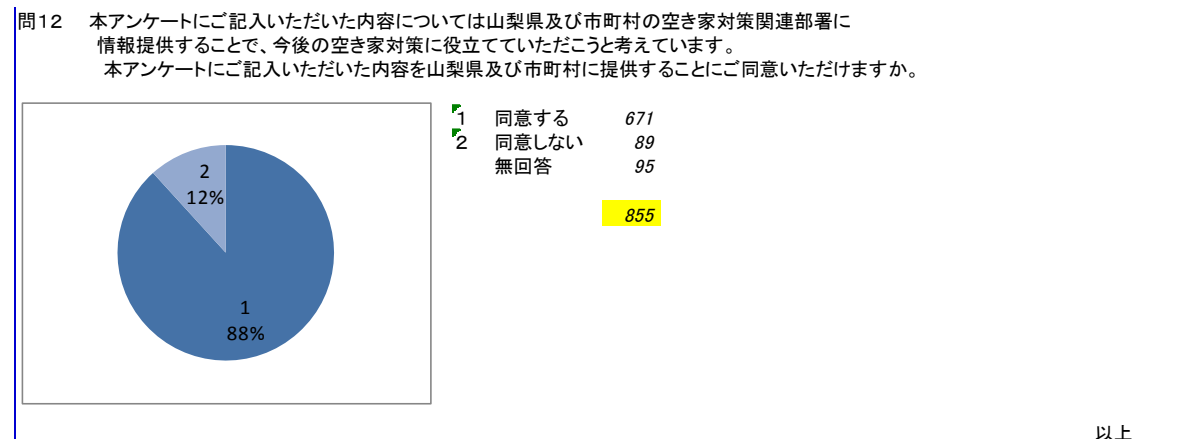 問12　本アンケートにご記入いただいた内容については山梨県及び市町村の空き家対策関連部署に
情報提供することで、今後の空き家対策に役立てていただこうと考えています。
本アンケートにご記入いただいた内容を山梨県及び市町村に提供することにご同意いただけますか。
1　同意する　671
2　同意しない　89
無回答　95
855
2
12%
1
88%
以上